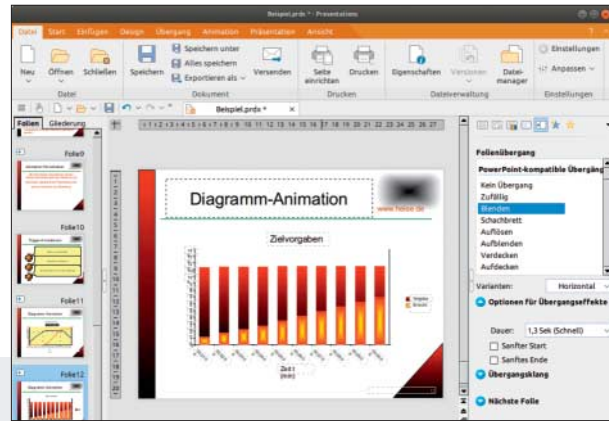 Beispiel.prdx * - Presentations
Datei Start Einfügen Design Übergang Animation Präsentation Ansicht
Neu Öffnen Schließen
Datei
Speichern
Speichern unter
Alles speichern
Exportieren als
Versenden
Dokument
Seite einrichten
Drucken
Drucken
Eigenschaften
Versionen
Datei-
manager
Dateiverwaltung
Einstellungen
Anpassen
Einstellungen
Beispiel.prdx *
Folien Gliederung
Folie9
Folie10
Folie11
Folie12
Diagramm-Animation
www.heise.de
Zielvorgaben
Zeit t
(min)
Folienübergang
PowerPoint-kompatible Übergäng
Kein Übergang
Zufällig
Blenden
Schachbrett
Auflösen
Aufblenden
Verdecken
Aufdecken
Varianten: Horizontal
Optionen für Übergangseffekte
Dauer: 1,3 Sek (Schnell)
Sanfter Start
Sanftes Ende
Übergangsklang
Nächste Folie